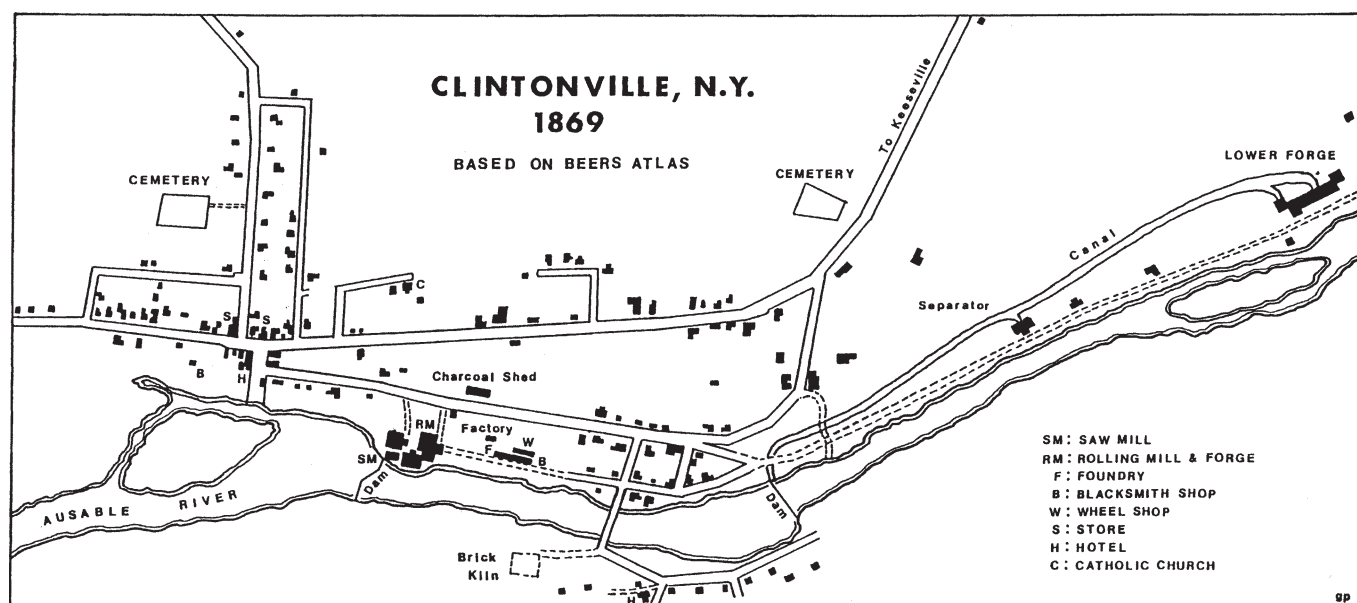 CLINTONVILLE, N.Y.
1869
BASED ON BEERS ATLAS
To Keeseville
LOWER FORGE
CEMETERY
CEMETERY
Canal
C
Separator
S
S
B
H
Charcoal Shed
RM
Factory
W
F
B
SM
Dam
Dam
AUSABLE RIVER
Brick
Kiln
H
SM: SAW MILL
RM: ROLLING MILL & FORGE
F: FOUNDRY
B: BLACKSMITH SHOP
W: WHEEL SHOP
S: STORE
H: HOTEL
C: CATHOLIC CHURCH
gp